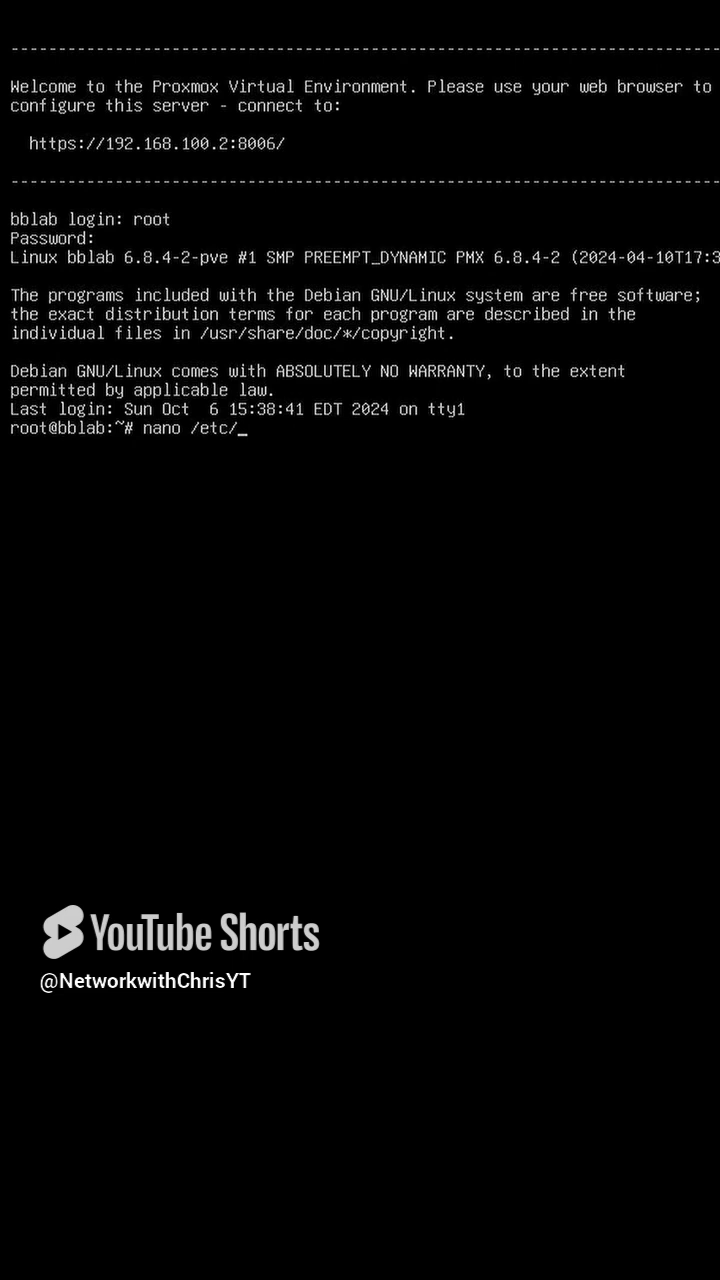 --------------------------------------------------------------------------
Welcome to the Proxmox Virtual Environment. Please use your web browser to
configure this server - connect to:
https://192.168.100.2:8006/
--------------------------------------------------------------------------
bblab login: root
Password:
Linux bblab 6.8.4-2-pve #1 SMP PREEMPT_DYNAMIC PMX 6.8.4-2 (2024-04-10T17:3
The programs included with the Debian GNU/Linux system are free software;
the exact distribution terms for each program are described in the
individual files in /usr/share/doc/*/copyright.
Debian GNU/Linux comes with ABSOLUTELY NO WARRANTY, to the extent
permitted by applicable law.
Last login: Sun Oct  6 15:38:41 EDT 2024 on tty1
root@bblab:~# nano /etc/_
YouTube Shorts
@NetworkwithChrisYT